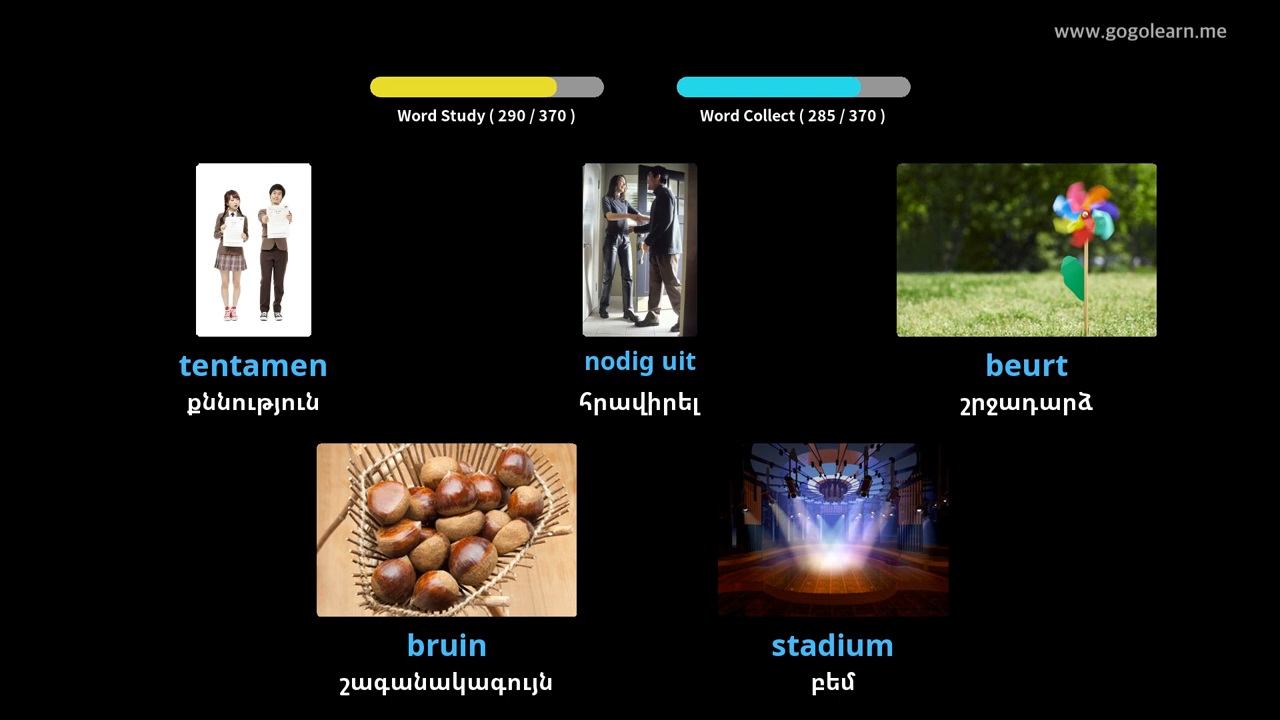 www.gogolearn.me
Word Study ( 290 / 370 )
Word Collect ( 285 / 370 )
tentamen
քննություն
nodig uit
հրավիրել
beurt
շրջադարձ
bruin
շագանակագույն
stadium
բեմ